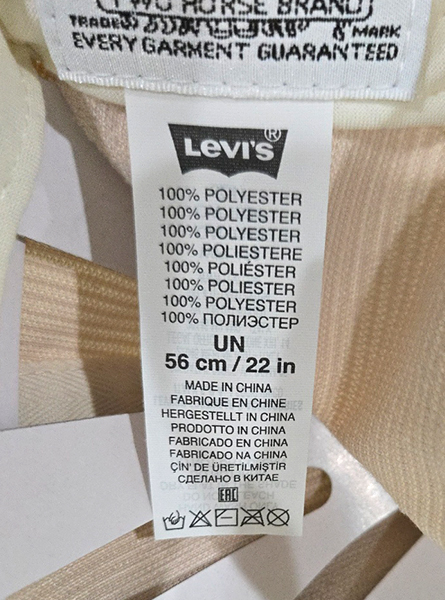 TWO HORSE BRAND
TRADE MARK
EVERY GARMENT GUARANTEED
LEVI'S®
100% POLYESTER
100% POLYESTER
100% POLYESTER
100% POLIESTERE
100% POLIÉSTER
100% POLIESTER
100% POLYESTER
100% ПОЛИЭСТЕР
UN
56 cm / 22 in
MADE IN CHINA
FABRIQUE EN CHINE
HERGESTELLT IN CHINA
PRODOTTO IN CHINA
FABRICADO EN CHINA
FABRICADO NA CHINA
ÇİN' DE ÜRETİLMİŞTİR
СДЕЛАНО В КИТАЕ
EAC